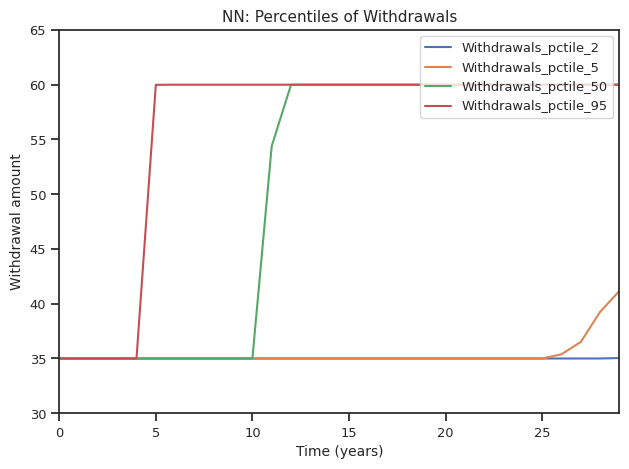 NN: Percentiles of Withdrawals
65
60
55
50
45
40
35
30
Withdrawal amount
Withdrawals_pctile_2
Withdrawals_pctile_5
Withdrawals_pctile_50
Withdrawals_pctile_95
0 5 10 15 20 25
Time (years)